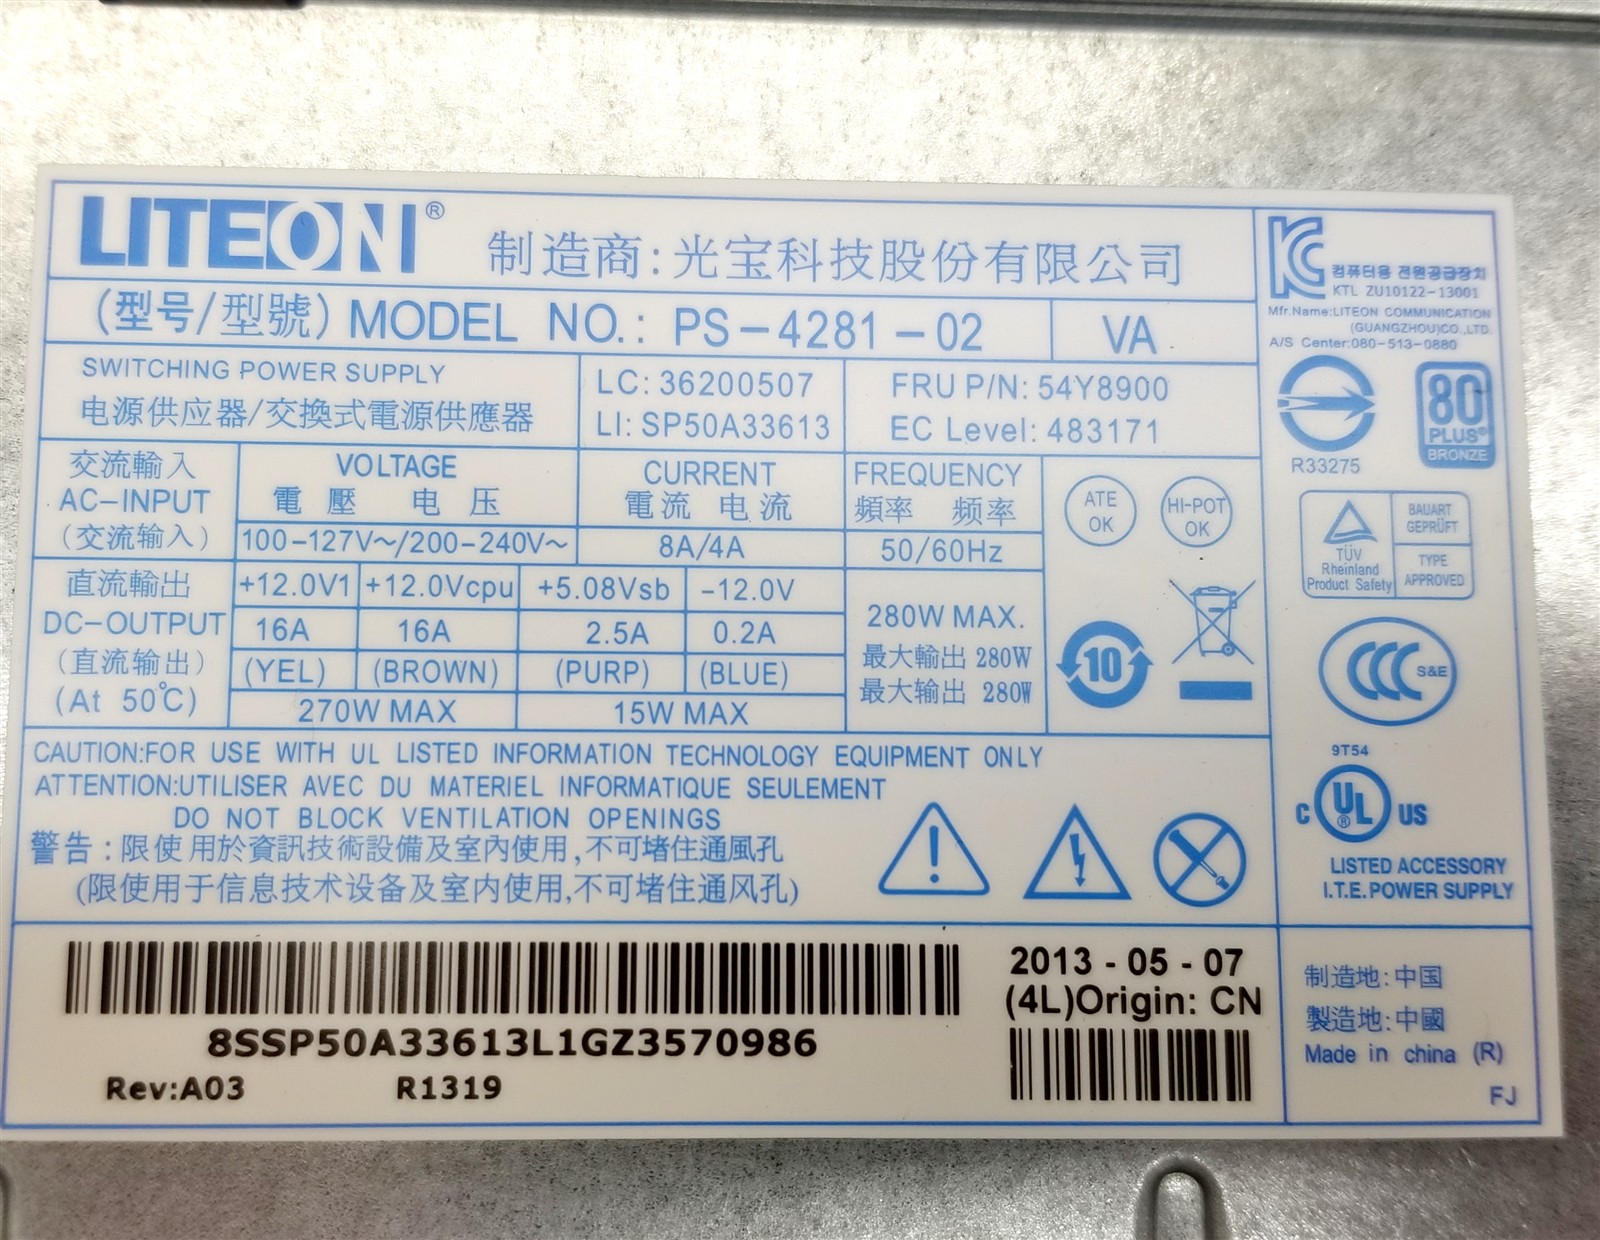 LITEON®
制造商:光宝科技股份有限公司
(型号/型號) MODEL NO.: PS-4281-02
VA
SWITCHING POWER SUPPLY
电源供应器/交換式電源供應器
LC: 36200507
LI: SP50A33613
FRU P/N: 54Y8900
EC Level: 483171
交流輸入
AC-INPUT
(交流输入)
VOLTAGE
電壓 电压
100-127V~/200-240V~
CURRENT
電流 电流
8A/4A
FREQUENCY
頻率 频率
50/60Hz
直流輸出
DC-OUTPUT
(直流输出)
(At 50℃)
+12.0V1 +12.0Vcpu +5.08Vsb -12.0V
16A 16A 2.5A 0.2A
(YEL) (BROWN) (PURP) (BLUE)
270W MAX 15W MAX
280W MAX.
最大輸出 280W
最大输出 280W
ATE
OK
HI-POT
OK
10
CAUTION:FOR USE WITH UL LISTED INFORMATION TECHNOLOGY EQUIPMENT ONLY
ATTENTION:UTILISER AVEC DU MATERIEL INFORMATIQUE SEULEMENT
DO NOT BLOCK VENTILATION OPENINGS
警告:限使用於資訊技術設備及室內使用,不可堵住通風孔
(限使用于信息技术设备及室内使用,不可堵住通风孔)
8SSP50A33613L1GZ3570986
Rev:A03 R1319
2013 - 05 - 07
(4L)Origin: CN
KC
컴퓨터용 전원공급장치
KTL ZU10122-13001
Mfr.Name:LITEON COMMUNICATION
(GUANGZHOU)CO.,LTD.
A/S Center:080-513-0880
R33275
80
PLUS®
BRONZE
TÜV
Rheinland
Product Safety
BAUART
GEPRÜFT
TYPE
APPROVED
CCC S&E
9T54
C UL® US
LISTED ACCESSORY
I.T.E.POWER SUPPLY
制造地:中国
製造地:中國
Made in china (R)
FJ